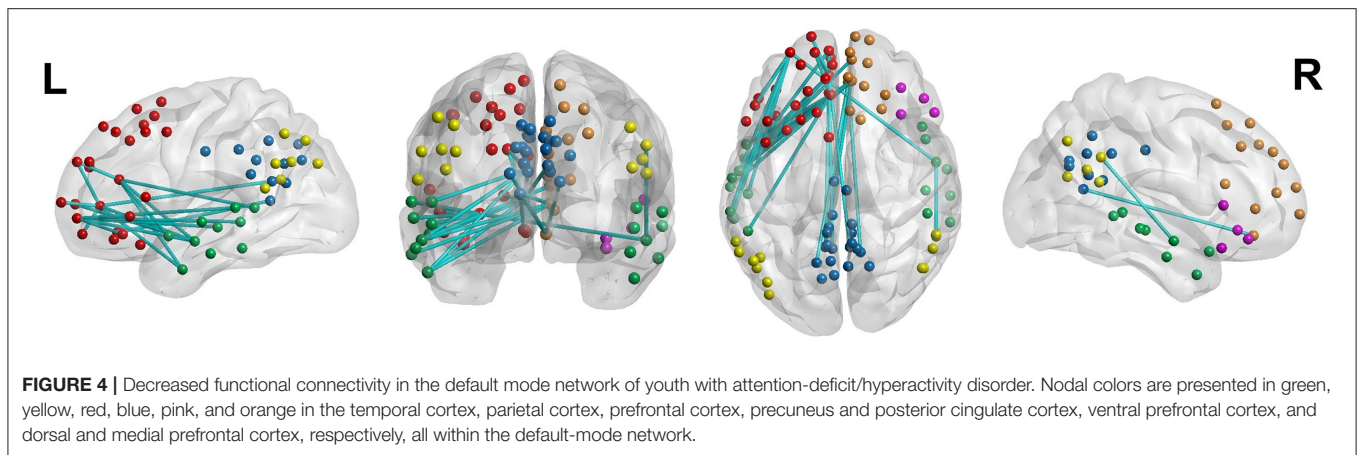 L
R
FIGURE 4 | Decreased functional connectivity in the default mode network of youth with attention-deficit/hyperactivity disorder. Nodal colors are presented in green,
yellow, red, blue, pink, and orange in the temporal cortex, parietal cortex, prefrontal cortex, precuneus and posterior cingulate cortex, ventral prefrontal cortex, and
dorsal and medial prefrontal cortex, respectively, all within the default-mode network.